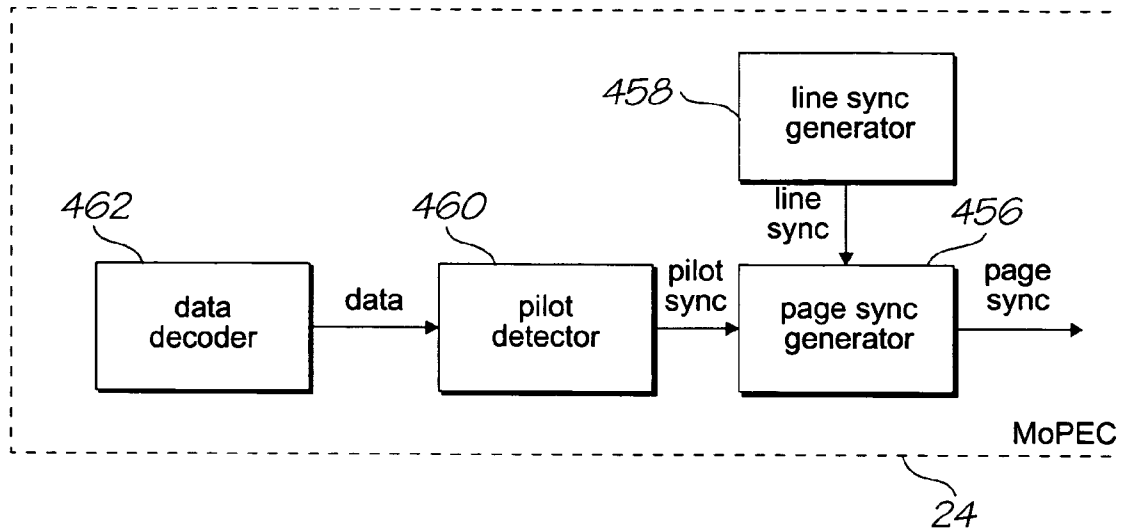 458
line sync
generator
line
sync
462
460
456
data
decoder
data
pilot
detector
pilot
sync
page sync
generator
page
sync
MoPEC
24